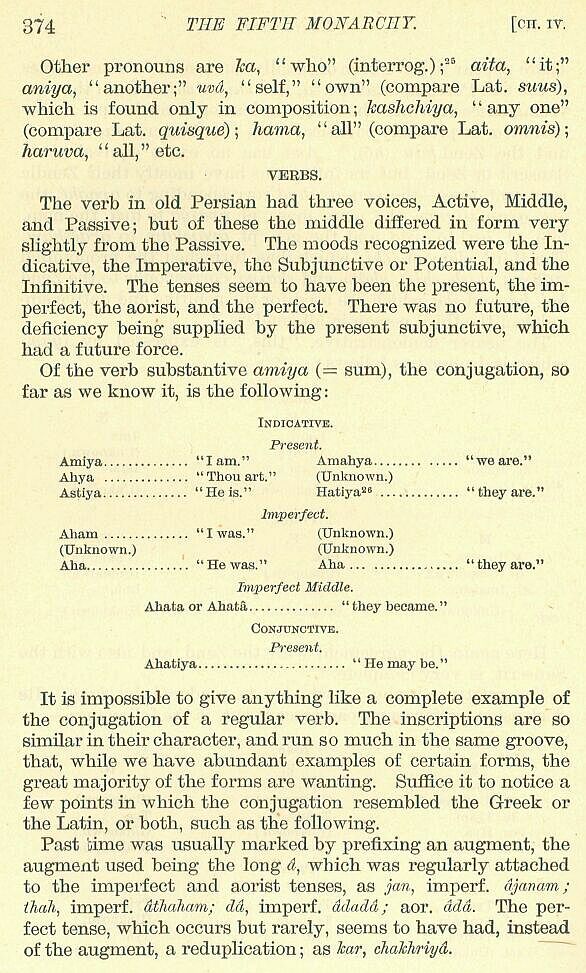 374 THE FIFTH MONARCHY. [CH. IV.
Other pronouns are ka, “who” (interrog.);²⁵ aita, “it;”
aniya, “another;” uvâ, “self,” “own” (compare Lat. suus),
which is found only in composition; kashchiya, “any one”
(compare Lat. quisque); hama, “all” (compare Lat. omnis);
haruva, “all,” etc.
VERBS.
The verb in old Persian had three voices, Active, Middle,
and Passive; but of these the middle differed in form very
slightly from the Passive. The moods recognized were the In-
dicative, the Imperative, the Subjunctive or Potential, and the
Infinitive. The tenses seem to have been the present, the im-
perfect, the aorist, and the perfect. There was no future, the
deficiency being supplied by the present subjunctive, which
had a future force.
Of the verb substantive amiya (= sum), the conjugation, so
far as we know it, is the following:
INDICATIVE.
Present.
Amiya.............. “I am.” Amahya........ ..... “we are.”
Ahya .............. “Thou art.” (Unknown.)
Astiya.............. “He is.” Hatiya²⁶ ............. “they are.”
Imperfect.
Aham .............. “I was.” (Unknown.)
(Unknown.) (Unknown.)
Aha................. “He was.” Aha ... .............. “they are.”
Imperfect Middle.
Ahata or Ahatâ.............. “they became.”
CONJUNCTIVE.
Present.
Ahatiya........................ “He may be.”
It is impossible to give anything like a complete example of
the conjugation of a regular verb. The inscriptions are so
similar in their character, and run so much in the same groove,
that, while we have abundant examples of certain forms, the
great majority of the forms are wanting. Suffice it to notice a
few points in which the conjugation resembled the Greek or
the Latin, or both, such as the following.
Past time was usually marked by prefixing an augment, the
augment used being the long â, which was regularly attached
to the imperfect and aorist tenses, as jan, imperf. âjanam;
thah, imperf. âthaham; dâ, imperf. âdadâ; aor. âdâ. The per-
fect tense, which occurs but rarely, seems to have had, instead
of the augment, a reduplication; as kar, chakhriyâ.